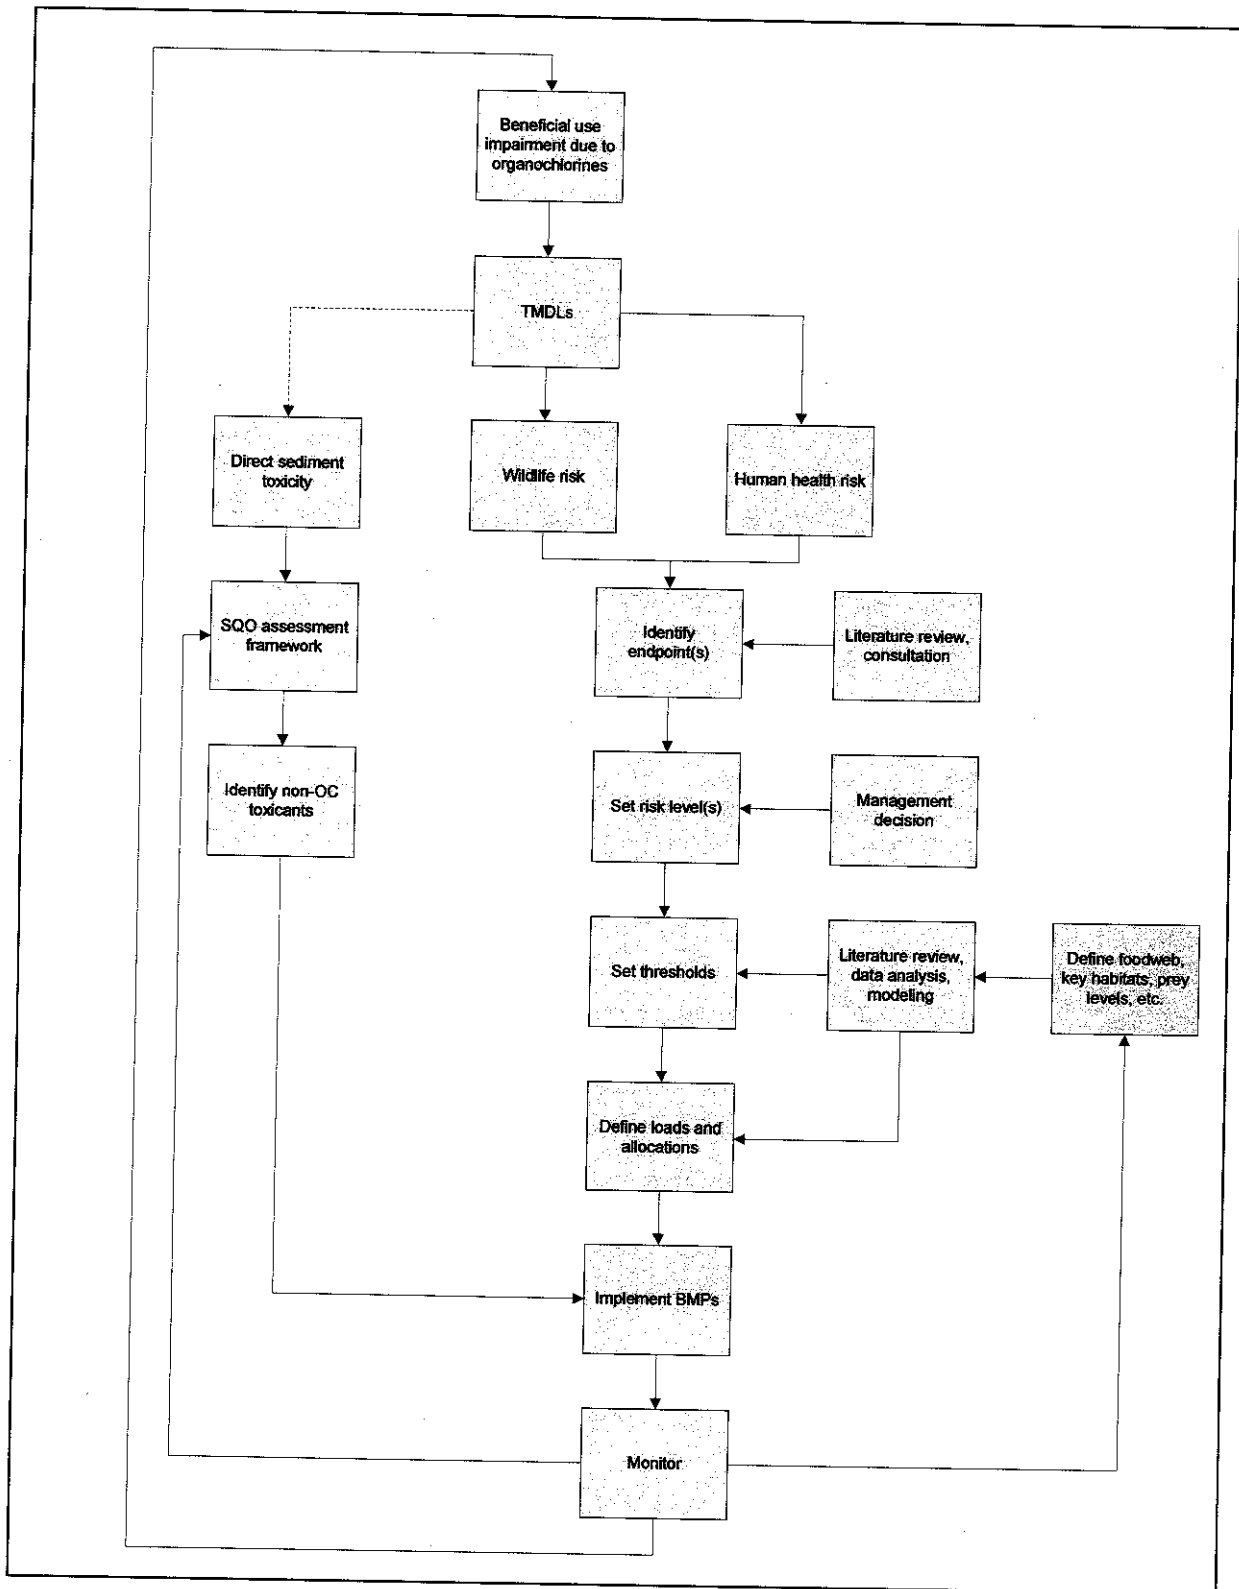 Beneficial use
impairment due to
organochlorines
TMDLs
Direct sediment
toxicity
Wildlife risk
Human health risk
SQO assessment
framework
Identify
endpoint(s)
Literature review,
consultation
Identify non-OC
toxicants
Set risk level(s)
Management
decision
Set thresholds
Literature review,
data analysis,
modeling
Define foodweb,
key habitats, prey
levels, etc.
Define loads and
allocations
Implement BMPs
Monitor